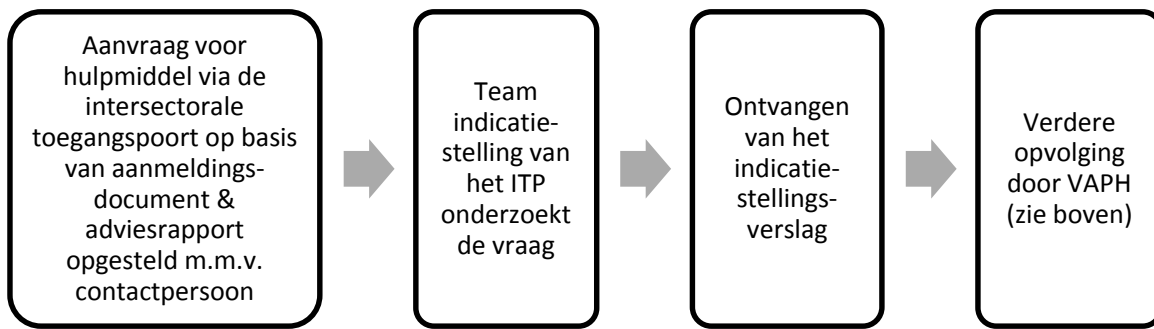 Aanvraag voor
hulpmiddel via de
intersectorale
toegangspoort op basis
van aanmeldings-
document &
adviesrapport
opgesteld m.m.v.
contactpersoon
Team
indicatie-
stelling van
het ITP
onderzoekt
de vraag
Ontvangen
van het
indicatie-
stellings-
verslag
Verdere
opvolging
door VAPH
(zie boven)